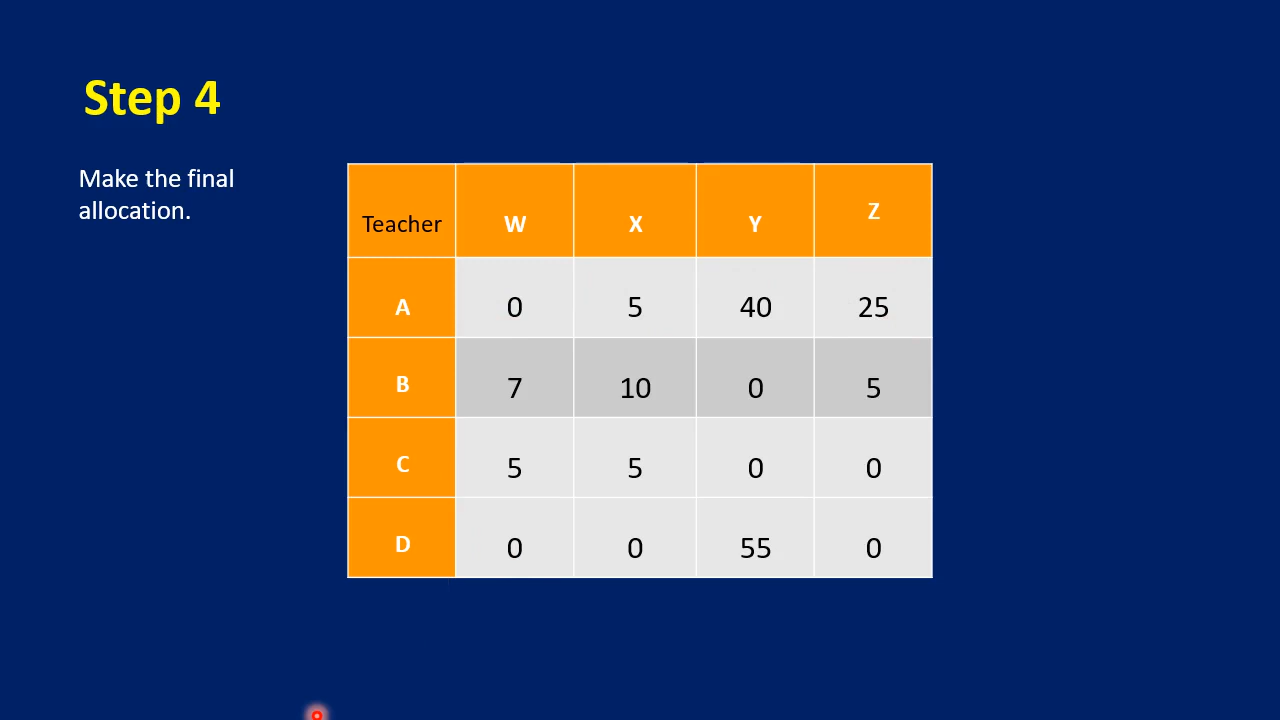 Step 4
Make the final
allocation.
Teacher W X Y Z
A 0 5 40 25
B 7 10 0 5
C 5 5 0 0
D 0 0 55 0